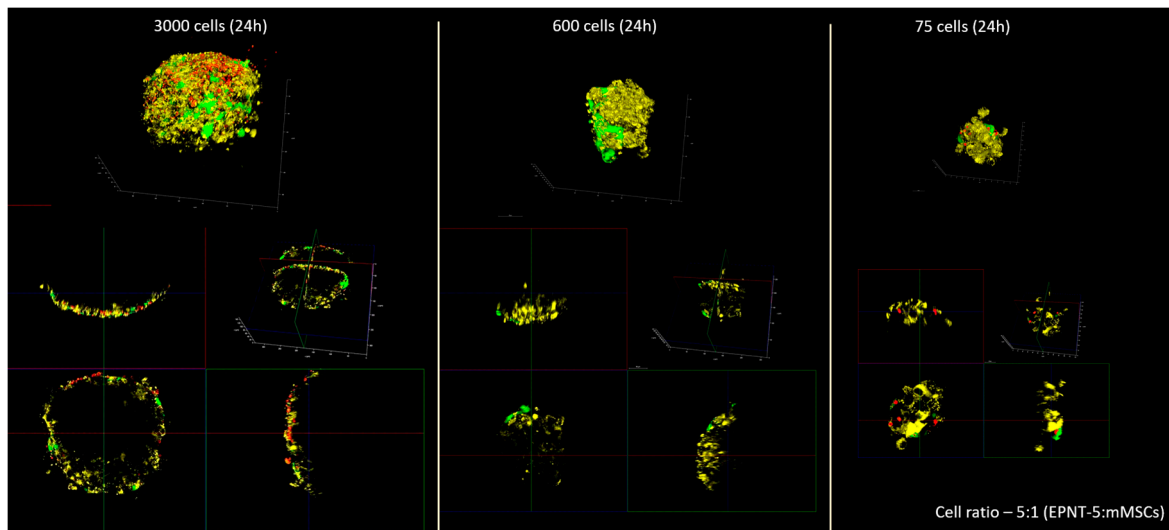 3000 cells (24h)
600 cells (24h)
75 cells (24h)
Cell ratio – 5:1 (EPNT-5:mMSCs)